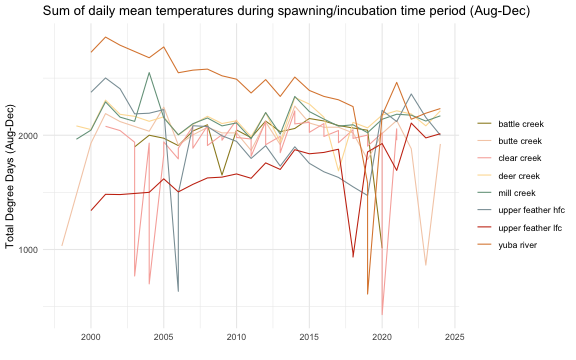 Sum of daily mean temperatures during spawning/incubation time period (Aug-Dec)
Total Degree Days (Aug-Dec)
2000
1000
2000
2005
2010
2015
2020
2025
battle creek
butte creek
clear creek
deer creek
mill creek
upper feather hfc
upper feather lfc
yuba river